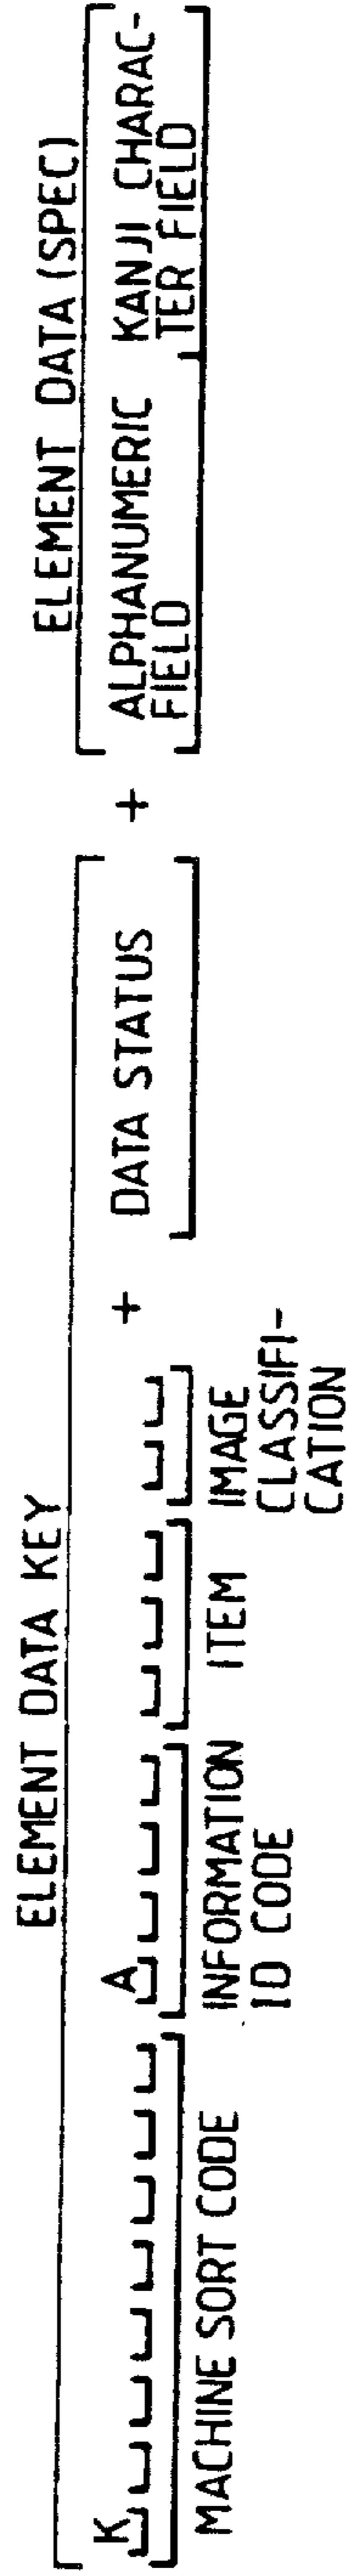 ELEMENT DATA KEY
ELEMENT DATA (SPEC)
K
A
+ DATA STATUS +
ALPHANUMERIC
FIELD
KANJI CHARAC-
TER FIELD
MACHINE SORT CODE
INFORMATION
ID CODE
ITEM
IMAGE
CLASSIFI-
CATION